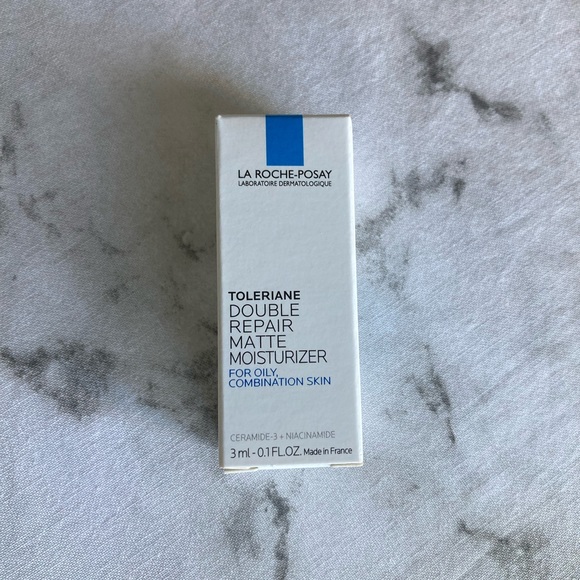 LA ROCHE-POSAY
LABORATOIRE DERMATOLOGIQUE
TOLERIANE
DOUBLE
REPAIR
MATTE
MOISTURIZER
FOR OILY,
COMBINATION SKIN
CERAMIDE-3 + NIACINAMIDE
3 ml - 0.1 FL.OZ. Made in France